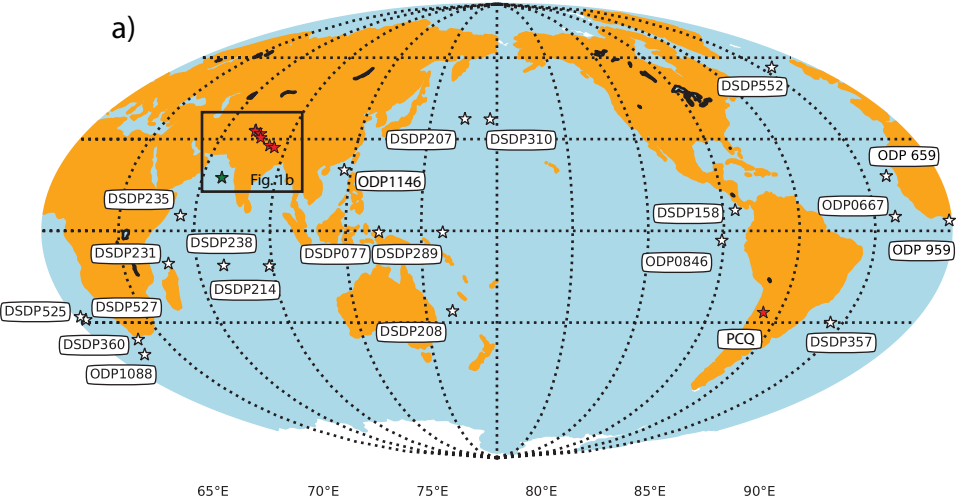 a)
DSDP552
DSDP207
DSDP310
ODP 659
Fig. 1b
ODP1146
DSDP235
DSDP158
ODP0667
DSDP238
DSDP231
DSDP077
DSDP289
ODP 959
ODP0846
DSDP214
DSDP525
DSDP527
DSDP208
DSDP360
PCQ
DSDP357
ODP1088
65°E 70°E 75°E 80°E 85°E 90°E